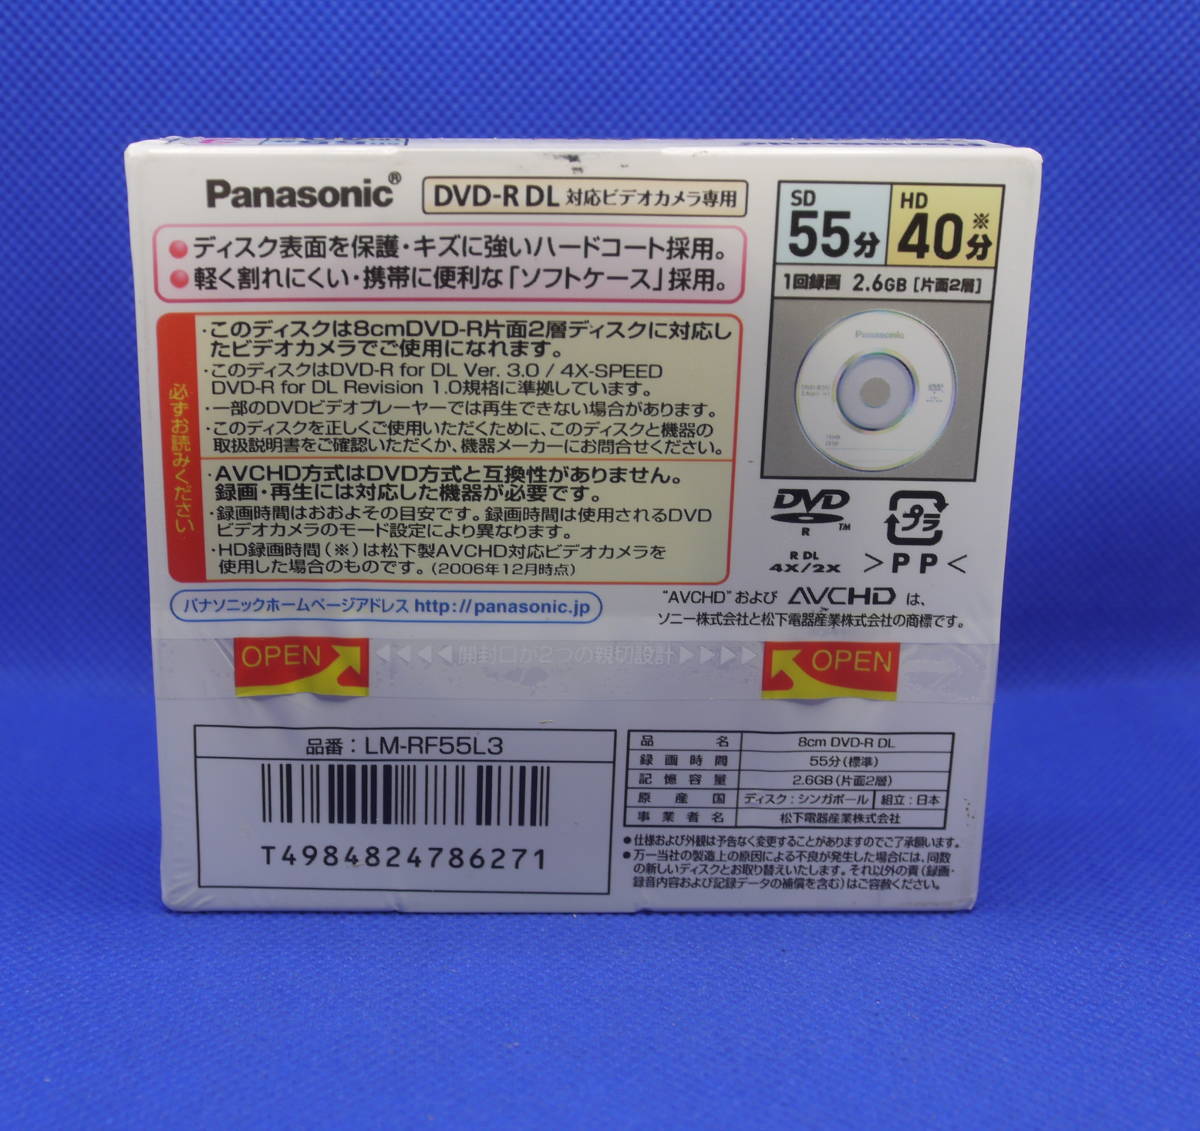 Panasonic®
DVD-R DL 対応ビデオカメラ専用
● ディスク表面を保護・キズに強いハードコート採用。
● 軽く割れにくい・携帯に便利な「ソフトケース」採用。
SD
55分
HD
40分※
1回録画 2.6GB [片面2層]
Panasonic
必ずお読みください
・このディスクは8cmDVD-R片面2層ディスクに対応し
たビデオカメラでご使用になれます。
・このディスクはDVD-R for DL Ver. 3.0 / 4X-SPEED
DVD-R for DL Revision 1.0規格に準拠しています。
・一部のDVDビデオプレーヤーでは再生できない場合があります。
・このディスクを正しくご使用いただくために、このディスクと機器の
取扱説明書をご確認いただくか、機器メーカーにお問合せください。
・AVCHD方式はDVD方式と互換性がありません。
録画・再生には対応した機器が必要です。
・録画時間はおおよその目安です。録画時間は使用されるDVD
ビデオカメラのモード設定により異なります。
・HD録画時間(※)は松下製AVCHD対応ビデオカメラを
使用した場合のものです。(2006年12月時点)
DVD
R
TM
R DL
4X/2X
プラ
>PP<
パナソニックホームページアドレス http://panasonic.jp
"AVCHD" および AVCHD は、
ソニー株式会社と松下電器産業株式会社の商標です。
OPEN
◀◀◀◀開封口が2つの親切設計▶▶▶▶
OPEN
品番：LM-RF55L3
T4984824786271
品名 8cm DVD-R DL
録画時間 55分(標準)
記憶容量 2.6GB(片面2層)
原産国 ディスク：シンガポール 組立：日本
事業者名 松下電器産業株式会社
●仕様および外観は予告なく変更することがありますのでご了承願います。
●万一当社の製造上の原因による不良が発生した場合には、同数
の新しいディスクとお取り替えいたします。それ以外の責(録画・
録音内容および記録データの補償を含む)はご容赦ください。